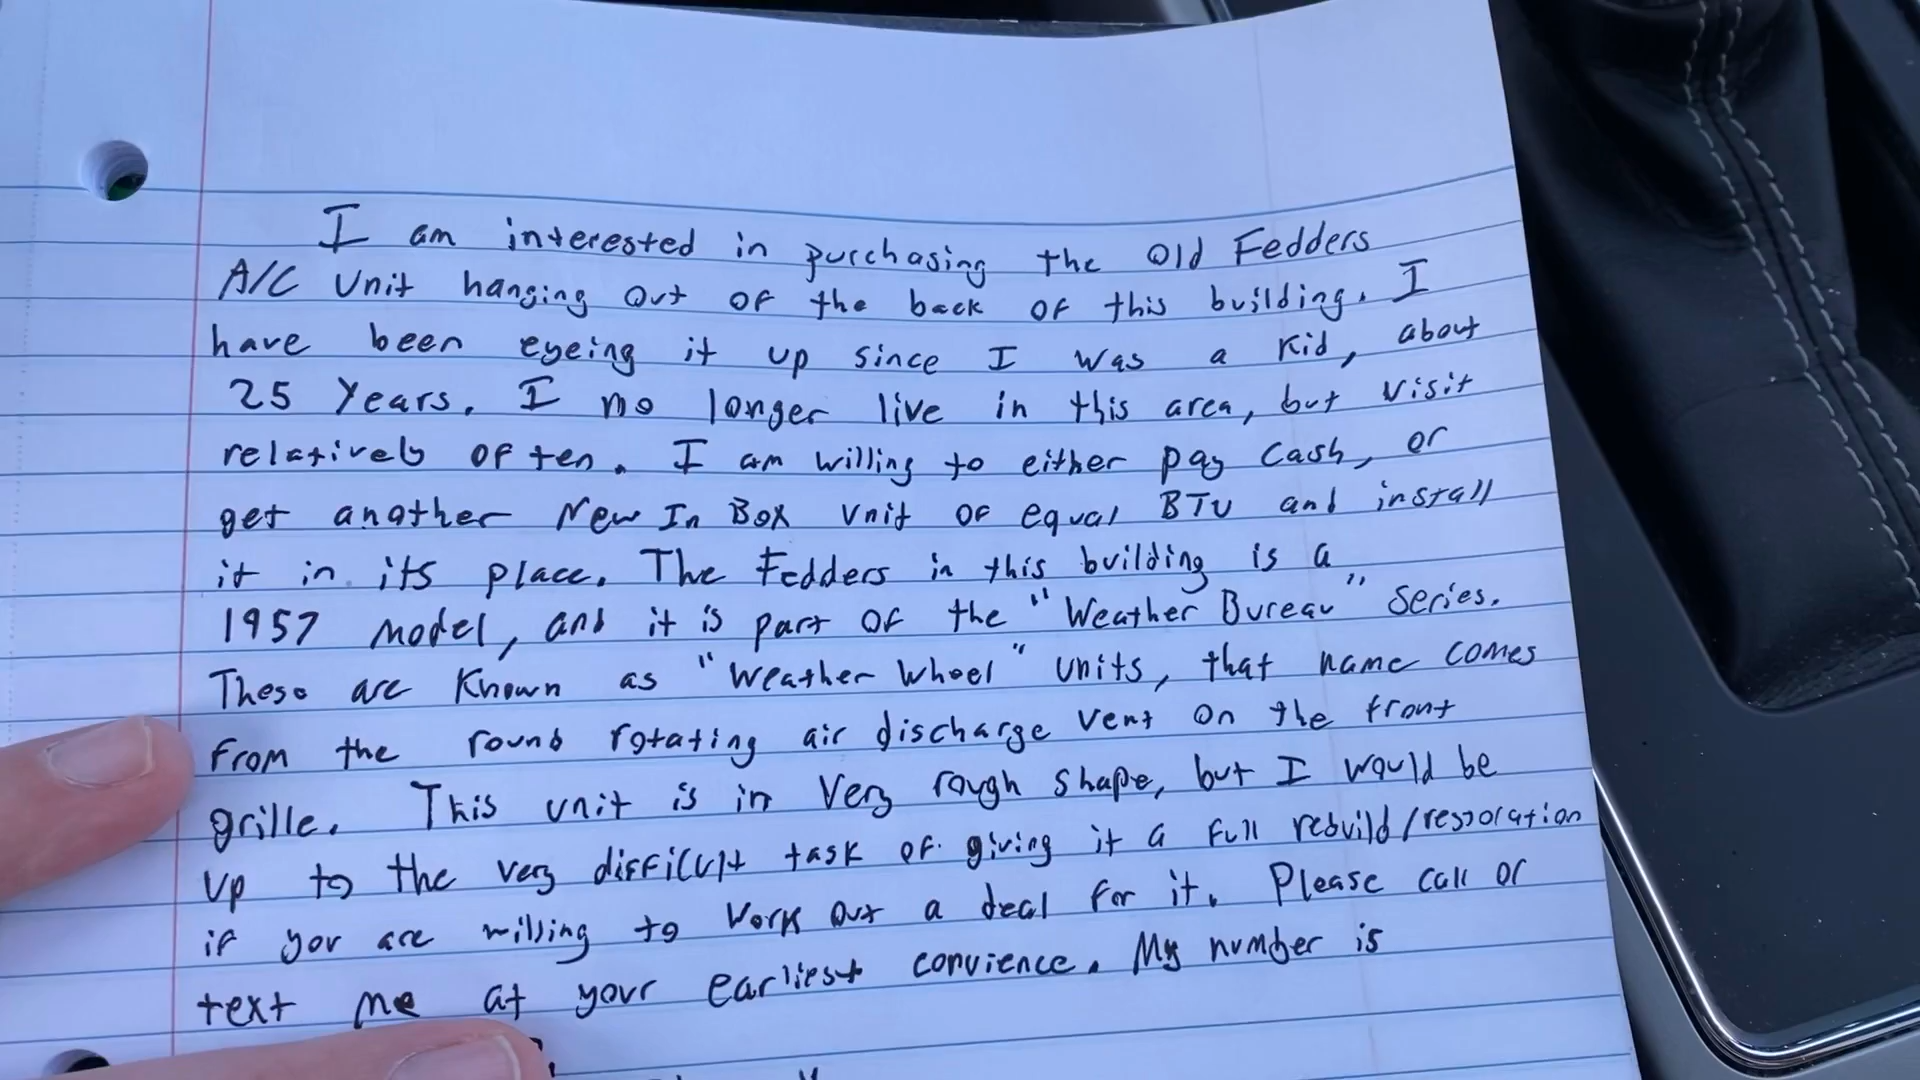 I am interested in purchasing the old Fedders
A/C Unit hanging out of the back of this building. I
have been eyeing it up since I was a kid, about
25 Years. I no longer live in this area, but visit
relatively often. I am willing to either pay cash, or
get another New In Box Unit of equal BTU and install
it in its place. The Fedders in this building is a
1957 model, and it is part of the "Weather Bureau" Series.
These are Known as "Weather Wheel" Units, that name comes
from the round rotating air discharge vent on the front
grille. This unit is in Very rough shape, but I would be
up to the very difficult task of giving it a full rebuild/ressoration
if you are willing to work out a deal for it. Please call or
text me at your earliest convience. My number is